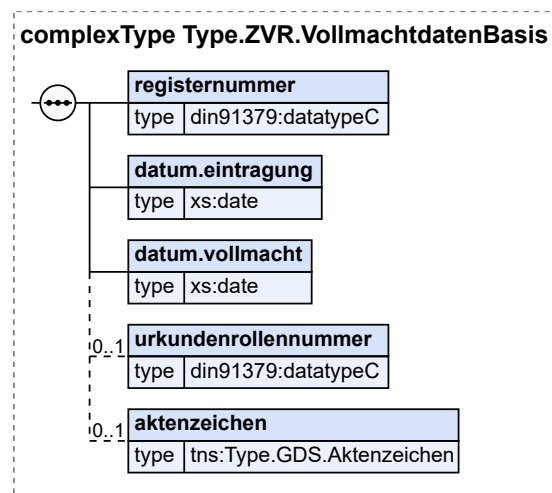 complexType Type.ZVR.VollmachtdatenBasis
registernummer
type din91379:datatypeC
datum.eintragung
type xs:date
datum.vollmacht
type xs:date
0..1 urkundenrollennummer
type din91379:datatypeC
0..1 aktenzeichen
type tns:Type.GDS.Aktenzeichen